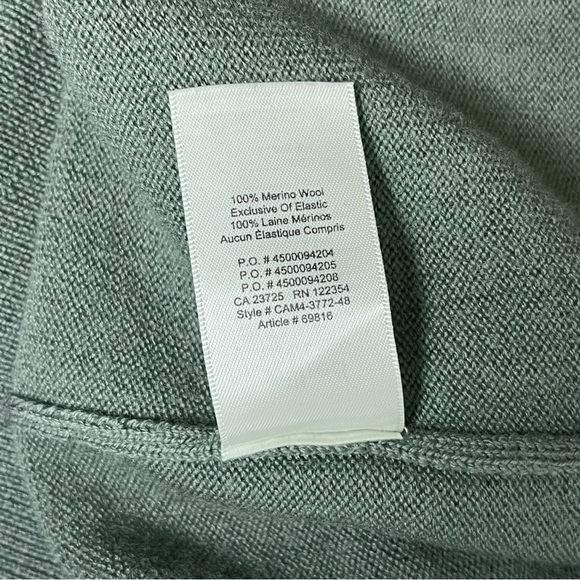 100% Merino Wool
Exclusive Of Elastic
100% Laine Mérinos
Aucun Élastique Compris
P.O. # 4500094204
P.O. # 4500094205
P.O. # 4500094208
CA 23725 RN 122354
Style # CAM4-3772-48
Article # 69816